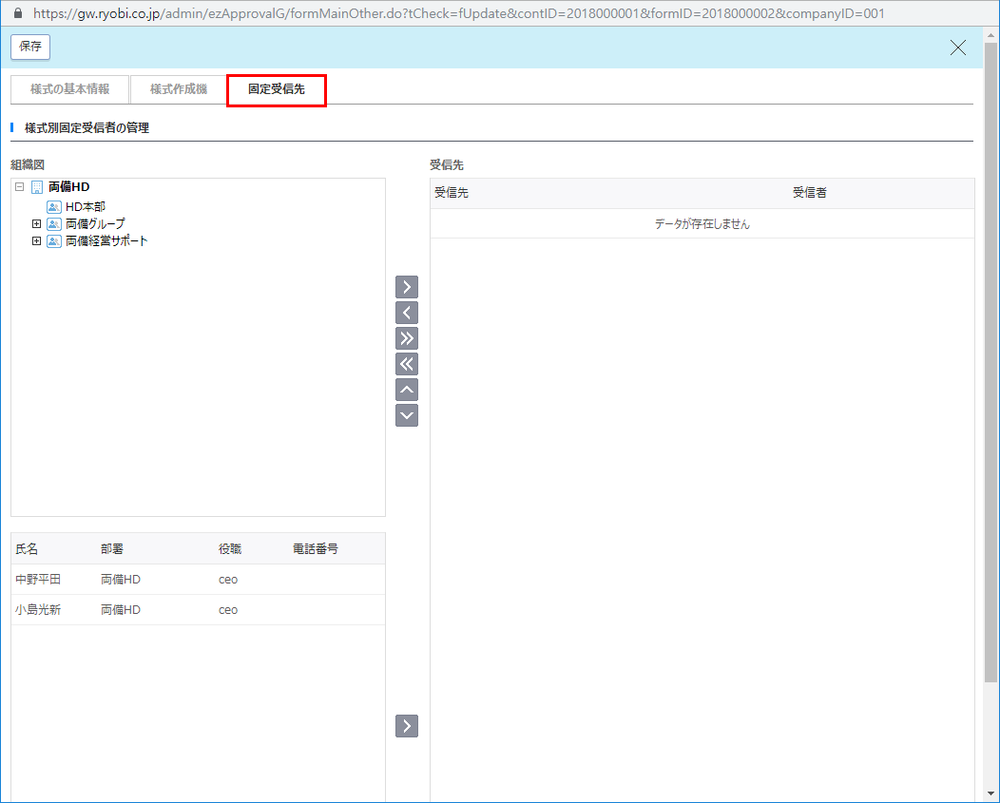 https://gw.ryobi.co.jp/admin/ezApprovalG/formMainOther.do?tCheck=fUpdate&contID=2018000001&formID=2018000002&companyID=001
保存
様式の基本情報 様式作成機 固定受信先
様式別固定受信者の管理
組織図 受信先
両備HD
HD本部
両備グループ
両備経営サポート
受信先 受信者
データが存在しません
氏名 部署 役職 電話番号
中野平田 両備HD ceo
小島光新 両備HD ceo